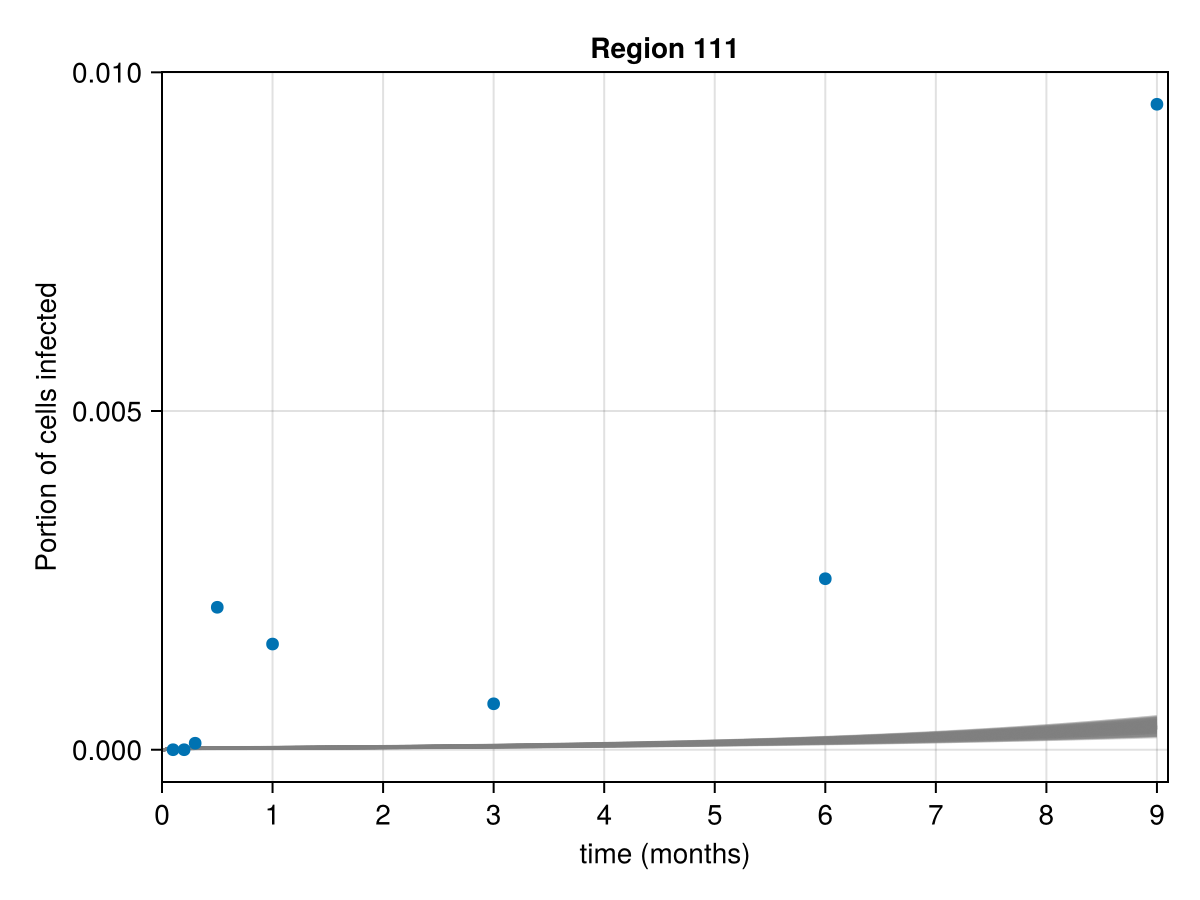 Region 111
0.010
0.005
0.000
Portion of cells infected
0 1 2 3 4 5 6 7 8 9
time (months)